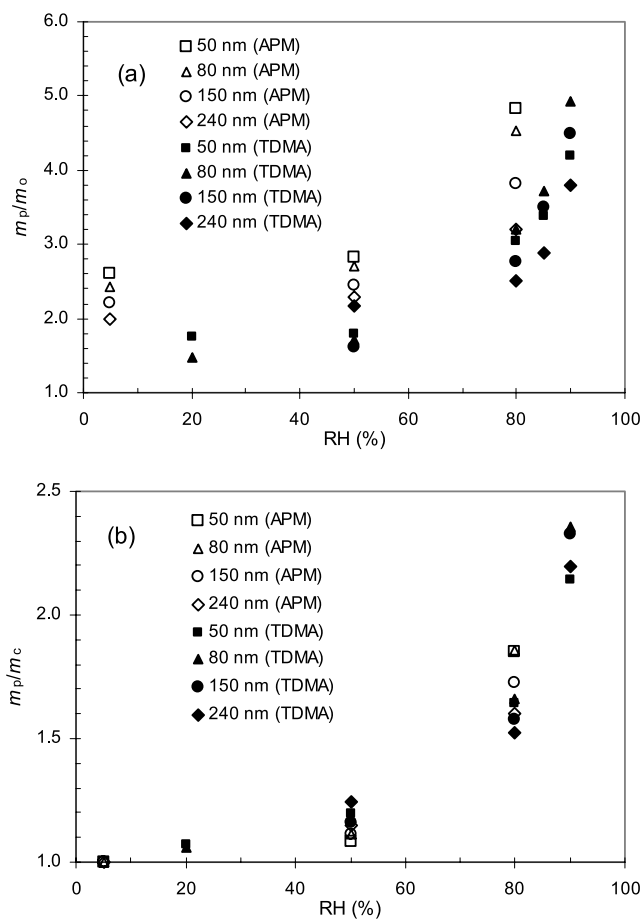 6.0
5.0
4.0
3.0
2.0
1.0
mp/mo
(a)
50 nm (APM)
80 nm (APM)
150 nm (APM)
240 nm (APM)
50 nm (TDMA)
80 nm (TDMA)
150 nm (TDMA)
240 nm (TDMA)
0 20 40 60 80 100
RH (%)
2.5
2.0
1.5
1.0
mp/mc
(b)
50 nm (APM)
80 nm (APM)
150 nm (APM)
240 nm (APM)
50 nm (TDMA)
80 nm (TDMA)
150 nm (TDMA)
240 nm (TDMA)
0 20 40 60 80 100
RH (%)